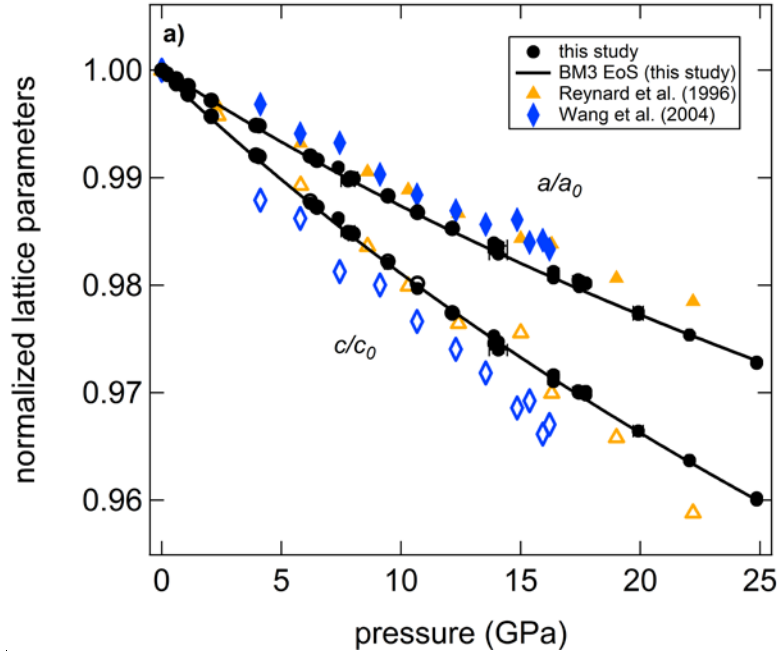 a)
this study
BM3 EoS (this study)
Reynard et al. (1996)
Wang et al. (2004)
1.00
0.99
0.98
0.97
0.96
a/a0
c/c0
normalized lattice parameters
0 5 10 15 20 25
pressure (GPa)